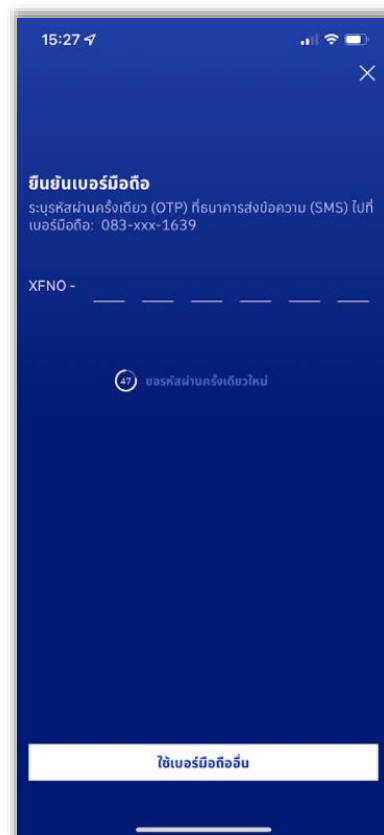 15:27
ยืนยันเบอร์มือถือ
ระบุรหัสผ่านครั้งเดียว (OTP) ที่ธนาคารส่งข้อความ (SMS) ไปที่
เบอร์มือถือ: 083-xxx-1639
XFNO -
47 ขอรหัสผ่านครั้งเดียวใหม่
ใช้เบอร์มือถืออื่น